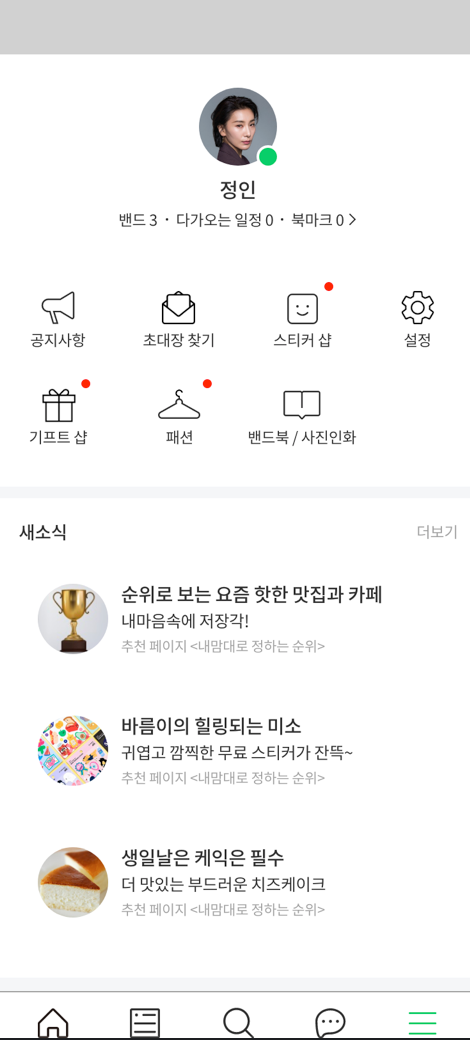 정인
밴드 3 · 다가오는 일정 0 · 북마크 0 >
공지사항
초대장 찾기
스티커 샵
설정
기프트 샵
패션
밴드북 / 사진인화
새소식
더보기
순위로 보는 요즘 핫한 맛집과 카페
내마음속에 저장각!
추천 페이지 <내맘대로 정하는 순위>
바름이의 힐링되는 미소
귀엽고 깜찍한 무료 스티커가 잔뜩~
추천 페이지 <내맘대로 정하는 순위>
생일날은 케익은 필수
더 맛있는 부드러운 치즈케이크
추천 페이지 <내맘대로 정하는 순위>